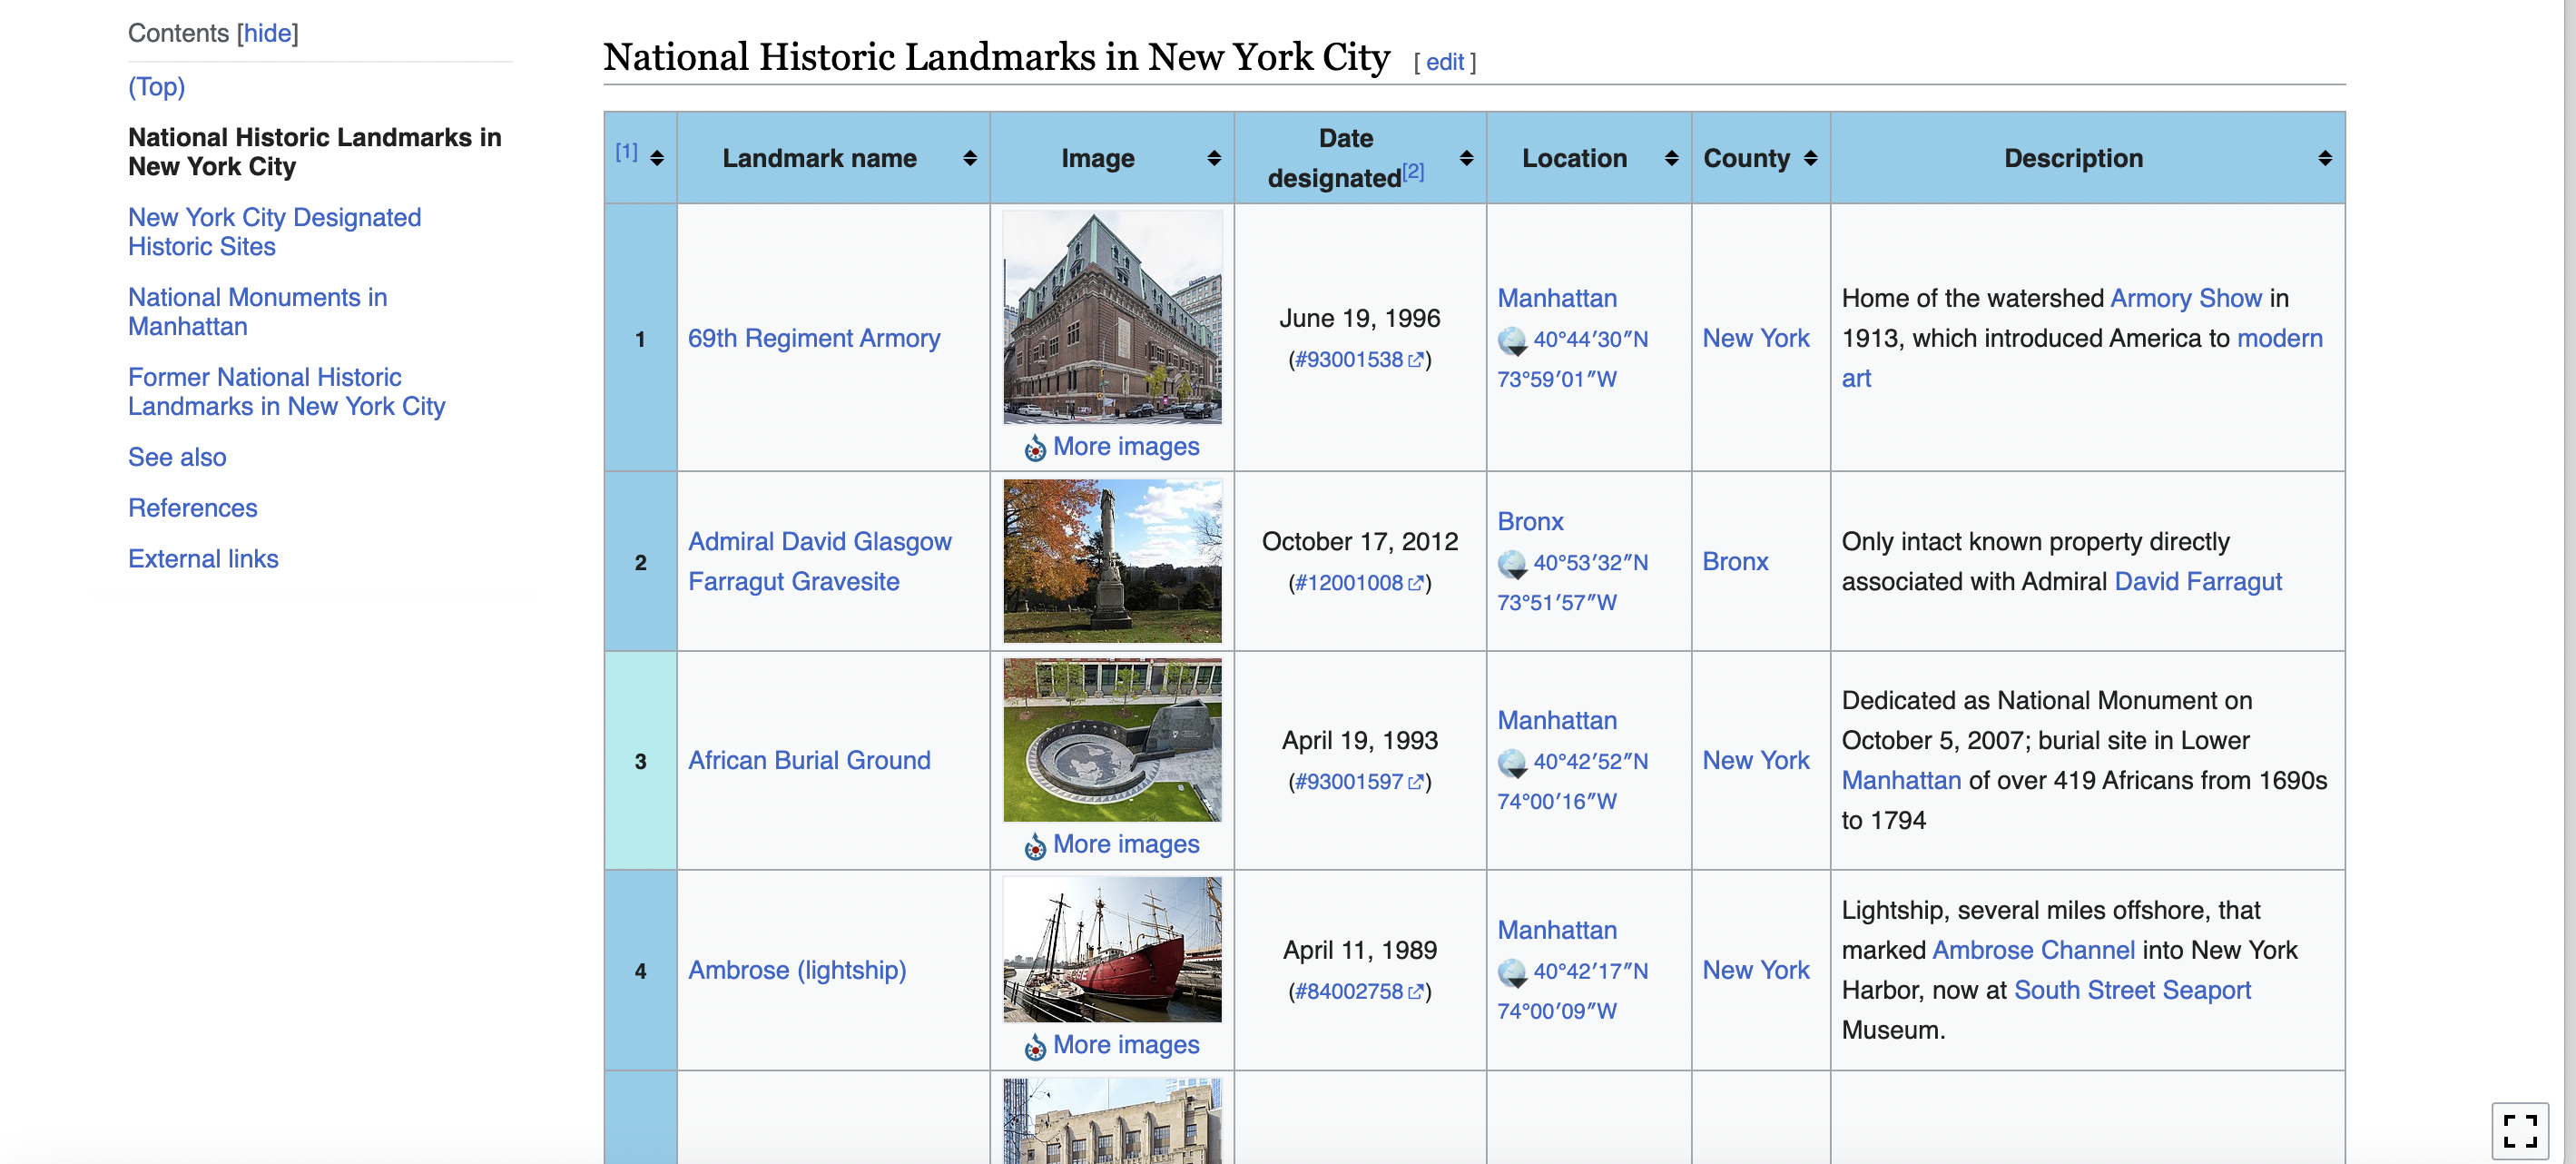 Contents [hide]
(Top)
National Historic Landmarks in
New York City
New York City Designated
Historic Sites
National Monuments in
Manhattan
Former National Historic
Landmarks in New York City
See also
References
External links
National Historic Landmarks in New York City [ edit ]
[1] Landmark name Image Date designated[2] Location County Description
1
69th Regiment Armory
More images
June 19, 1996
(#93001538)
Manhattan
40°44′30″N
73°59′01″W
New York
Home of the watershed Armory Show in
1913, which introduced America to modern
art
2
Admiral David Glasgow
Farragut Gravesite
October 17, 2012
(#12001008)
Bronx
40°53′32″N
73°51′57″W
Bronx
Only intact known property directly
associated with Admiral David Farragut
3
African Burial Ground
More images
April 19, 1993
(#93001597)
Manhattan
40°42′52″N
74°00′16″W
New York
Dedicated as National Monument on
October 5, 2007; burial site in Lower
Manhattan of over 419 Africans from 1690s
to 1794
4
Ambrose (lightship)
More images
April 11, 1989
(#84002758)
Manhattan
40°42′17″N
74°00′09″W
New York
Lightship, several miles offshore, that
marked Ambrose Channel into New York
Harbor, now at South Street Seaport
Museum.